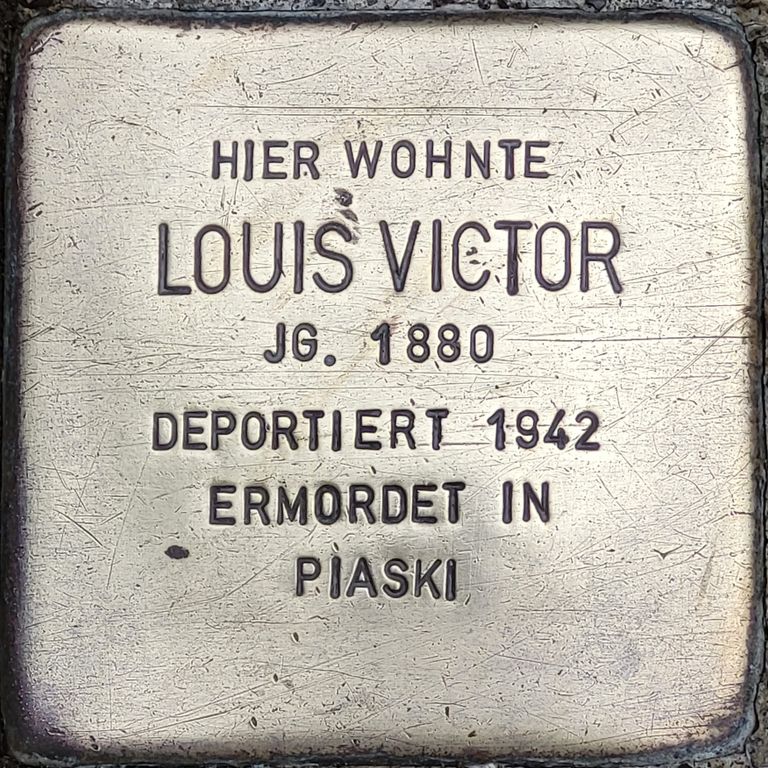 HIER WOHNTE
LOUIS VICTOR
JG. 1880
DEPORTIERT 1942
ERMORDET IN
PIASKI